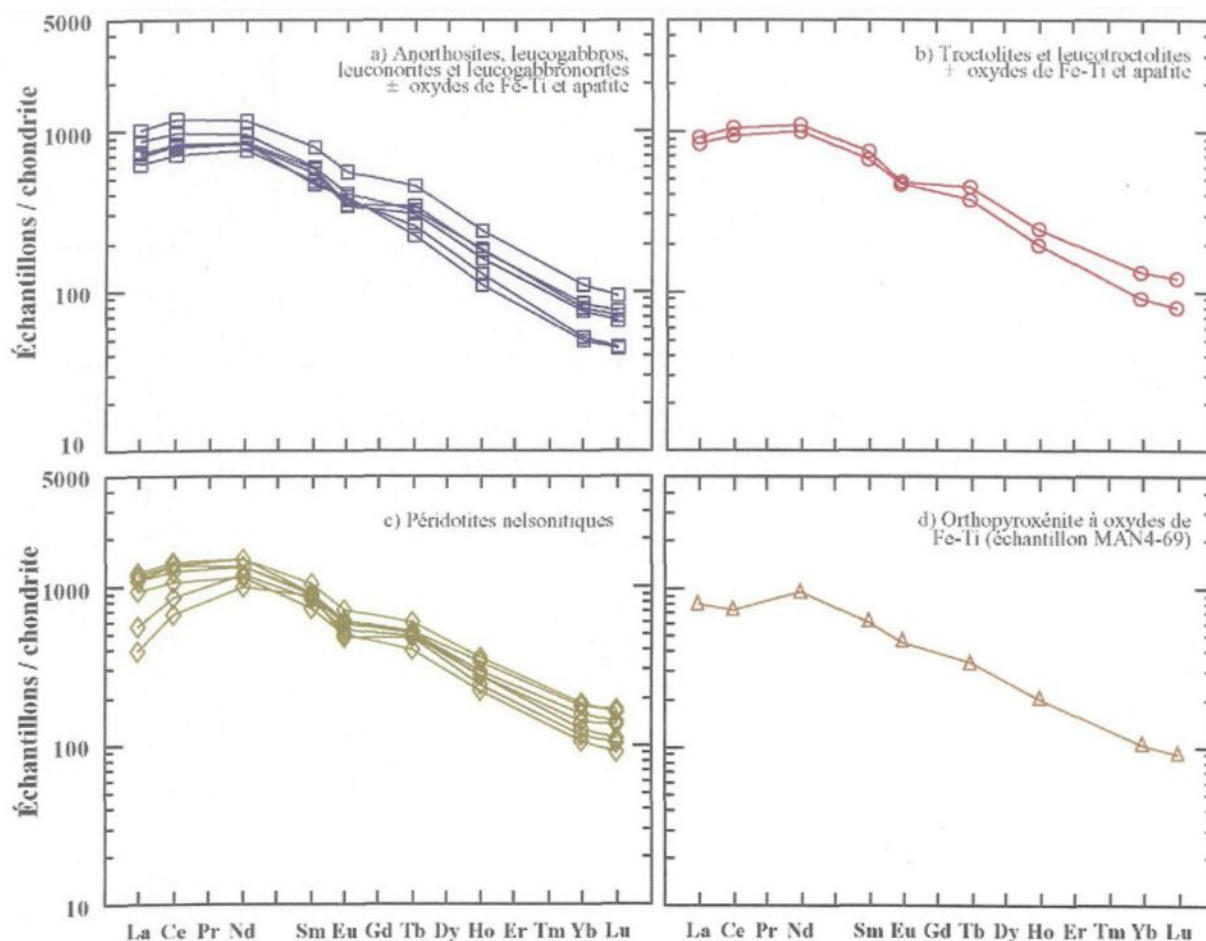 5000
1000
100
10
Échantillons / chondrite
a) Anorthosites, leucogabbros,
leuconorites et leucogabbronorites
± oxydes de Fe-Ti et apatite
b) Troctolites et leucotroctolites
± oxydes de Fe-Ti et apatite
5000
1000
100
10
Échantillons / chondrite
c) Péridotites nelsonitiques
d) Orthopyroxénite à oxydes de
Fe-Ti (échantillon MAN4-69)
La Ce Pr Nd Sm Eu Gd Tb Dy Ho Er Tm Yb Lu
La Ce Pr Nd Sm Eu Gd Tb Dy Ho Er Tm Yb Lu